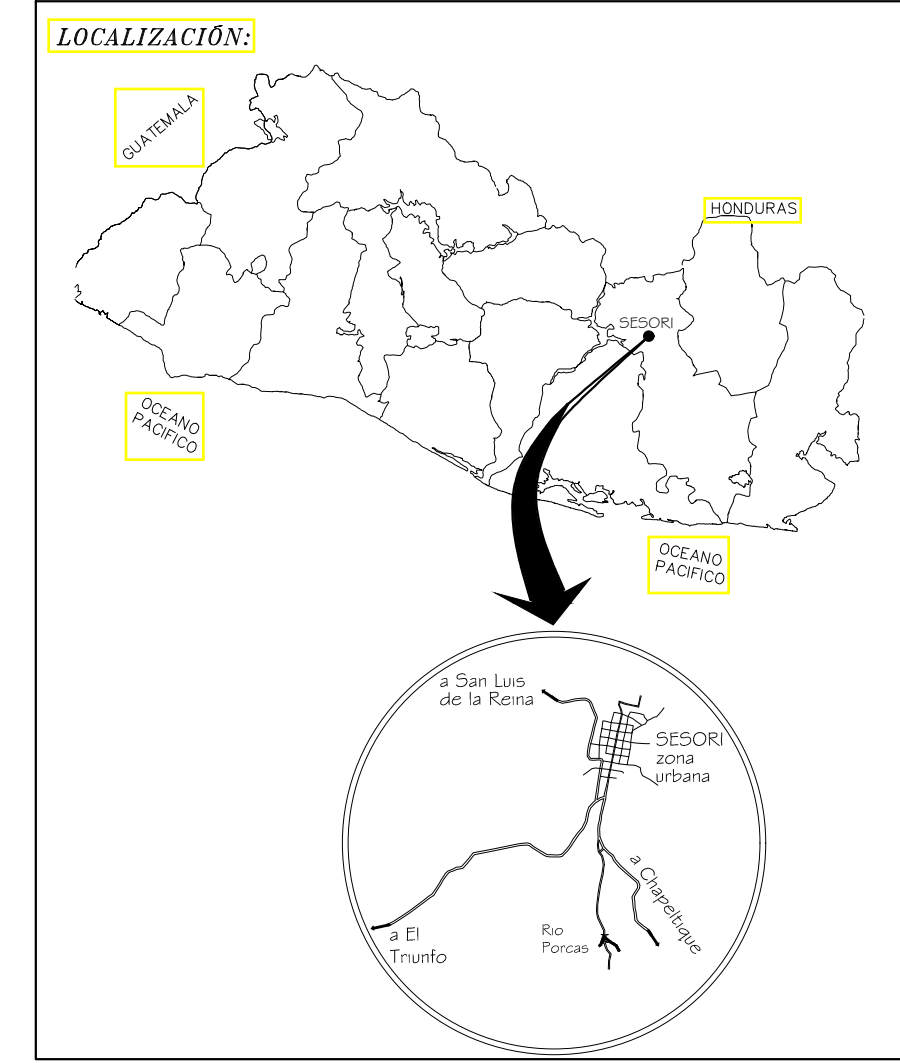 LOCALIZACIÓN:
GUATEMALA
HONDURAS
SESORI
OCEANO
PACIFICO
OCEANO
PACIFICO
a San Luis
de la Reina
SESORI
zona
urbana
a Chapeltique
a El
Triunfo
Rio
Porcas